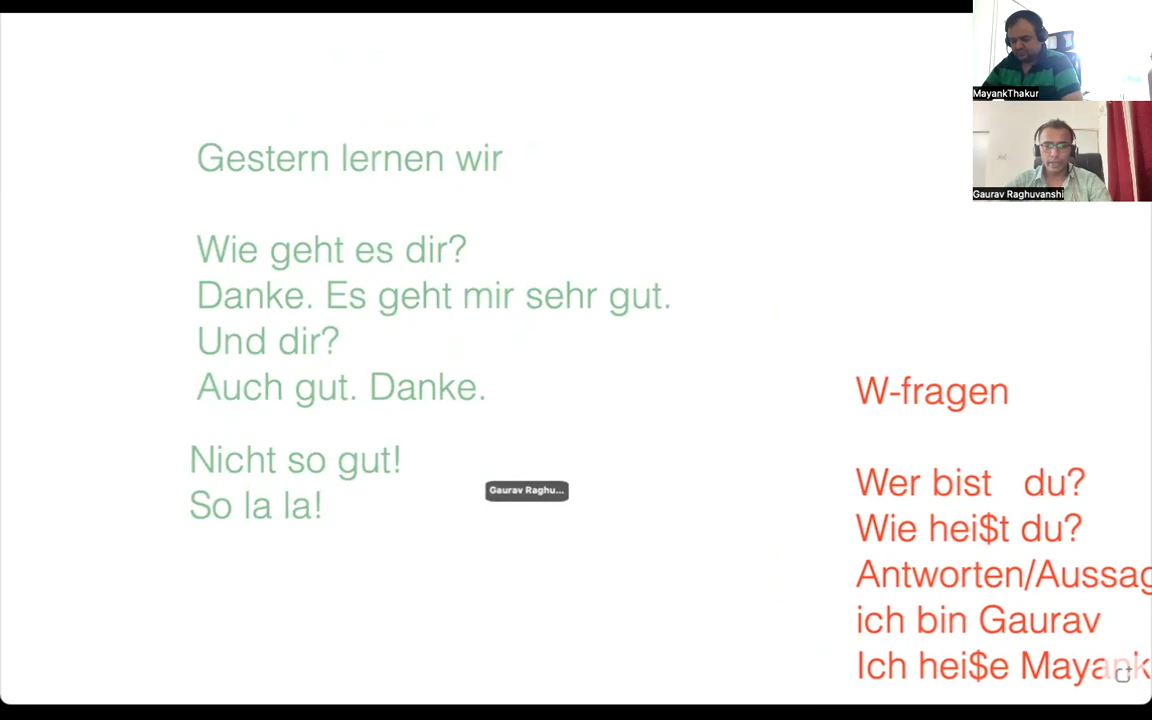 MayankThakur
Gaurav Raghuvanshi
Gestern lernen wir
Wie geht es dir?
Danke. Es geht mir sehr gut.
Und dir?
Auch gut. Danke.
Nicht so gut!
So la la!
Gaurav Raghu...
W-fragen
Wer bist du?
Wie hei$t du?
Antworten/Aussag
ich bin Gaurav
Ich hei$e Mayank